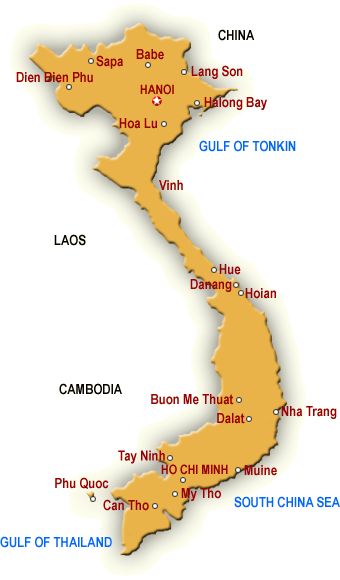 CHINA
Babe
Sapa
Lang Son
Dien Bien Phu
HANOI
Halong Bay
Hoa Lu
GULF OF TONKIN
Vinh
LAOS
Hue
Danang
Hoian
CAMBODIA
Buon Me Thuat
Nha Trang
Dalat
Tay Ninh
HO CHI MINH
Muine
Phu Quoc
My Tho
SOUTH CHINA SEA
Can Tho
GULF OF THAILAND